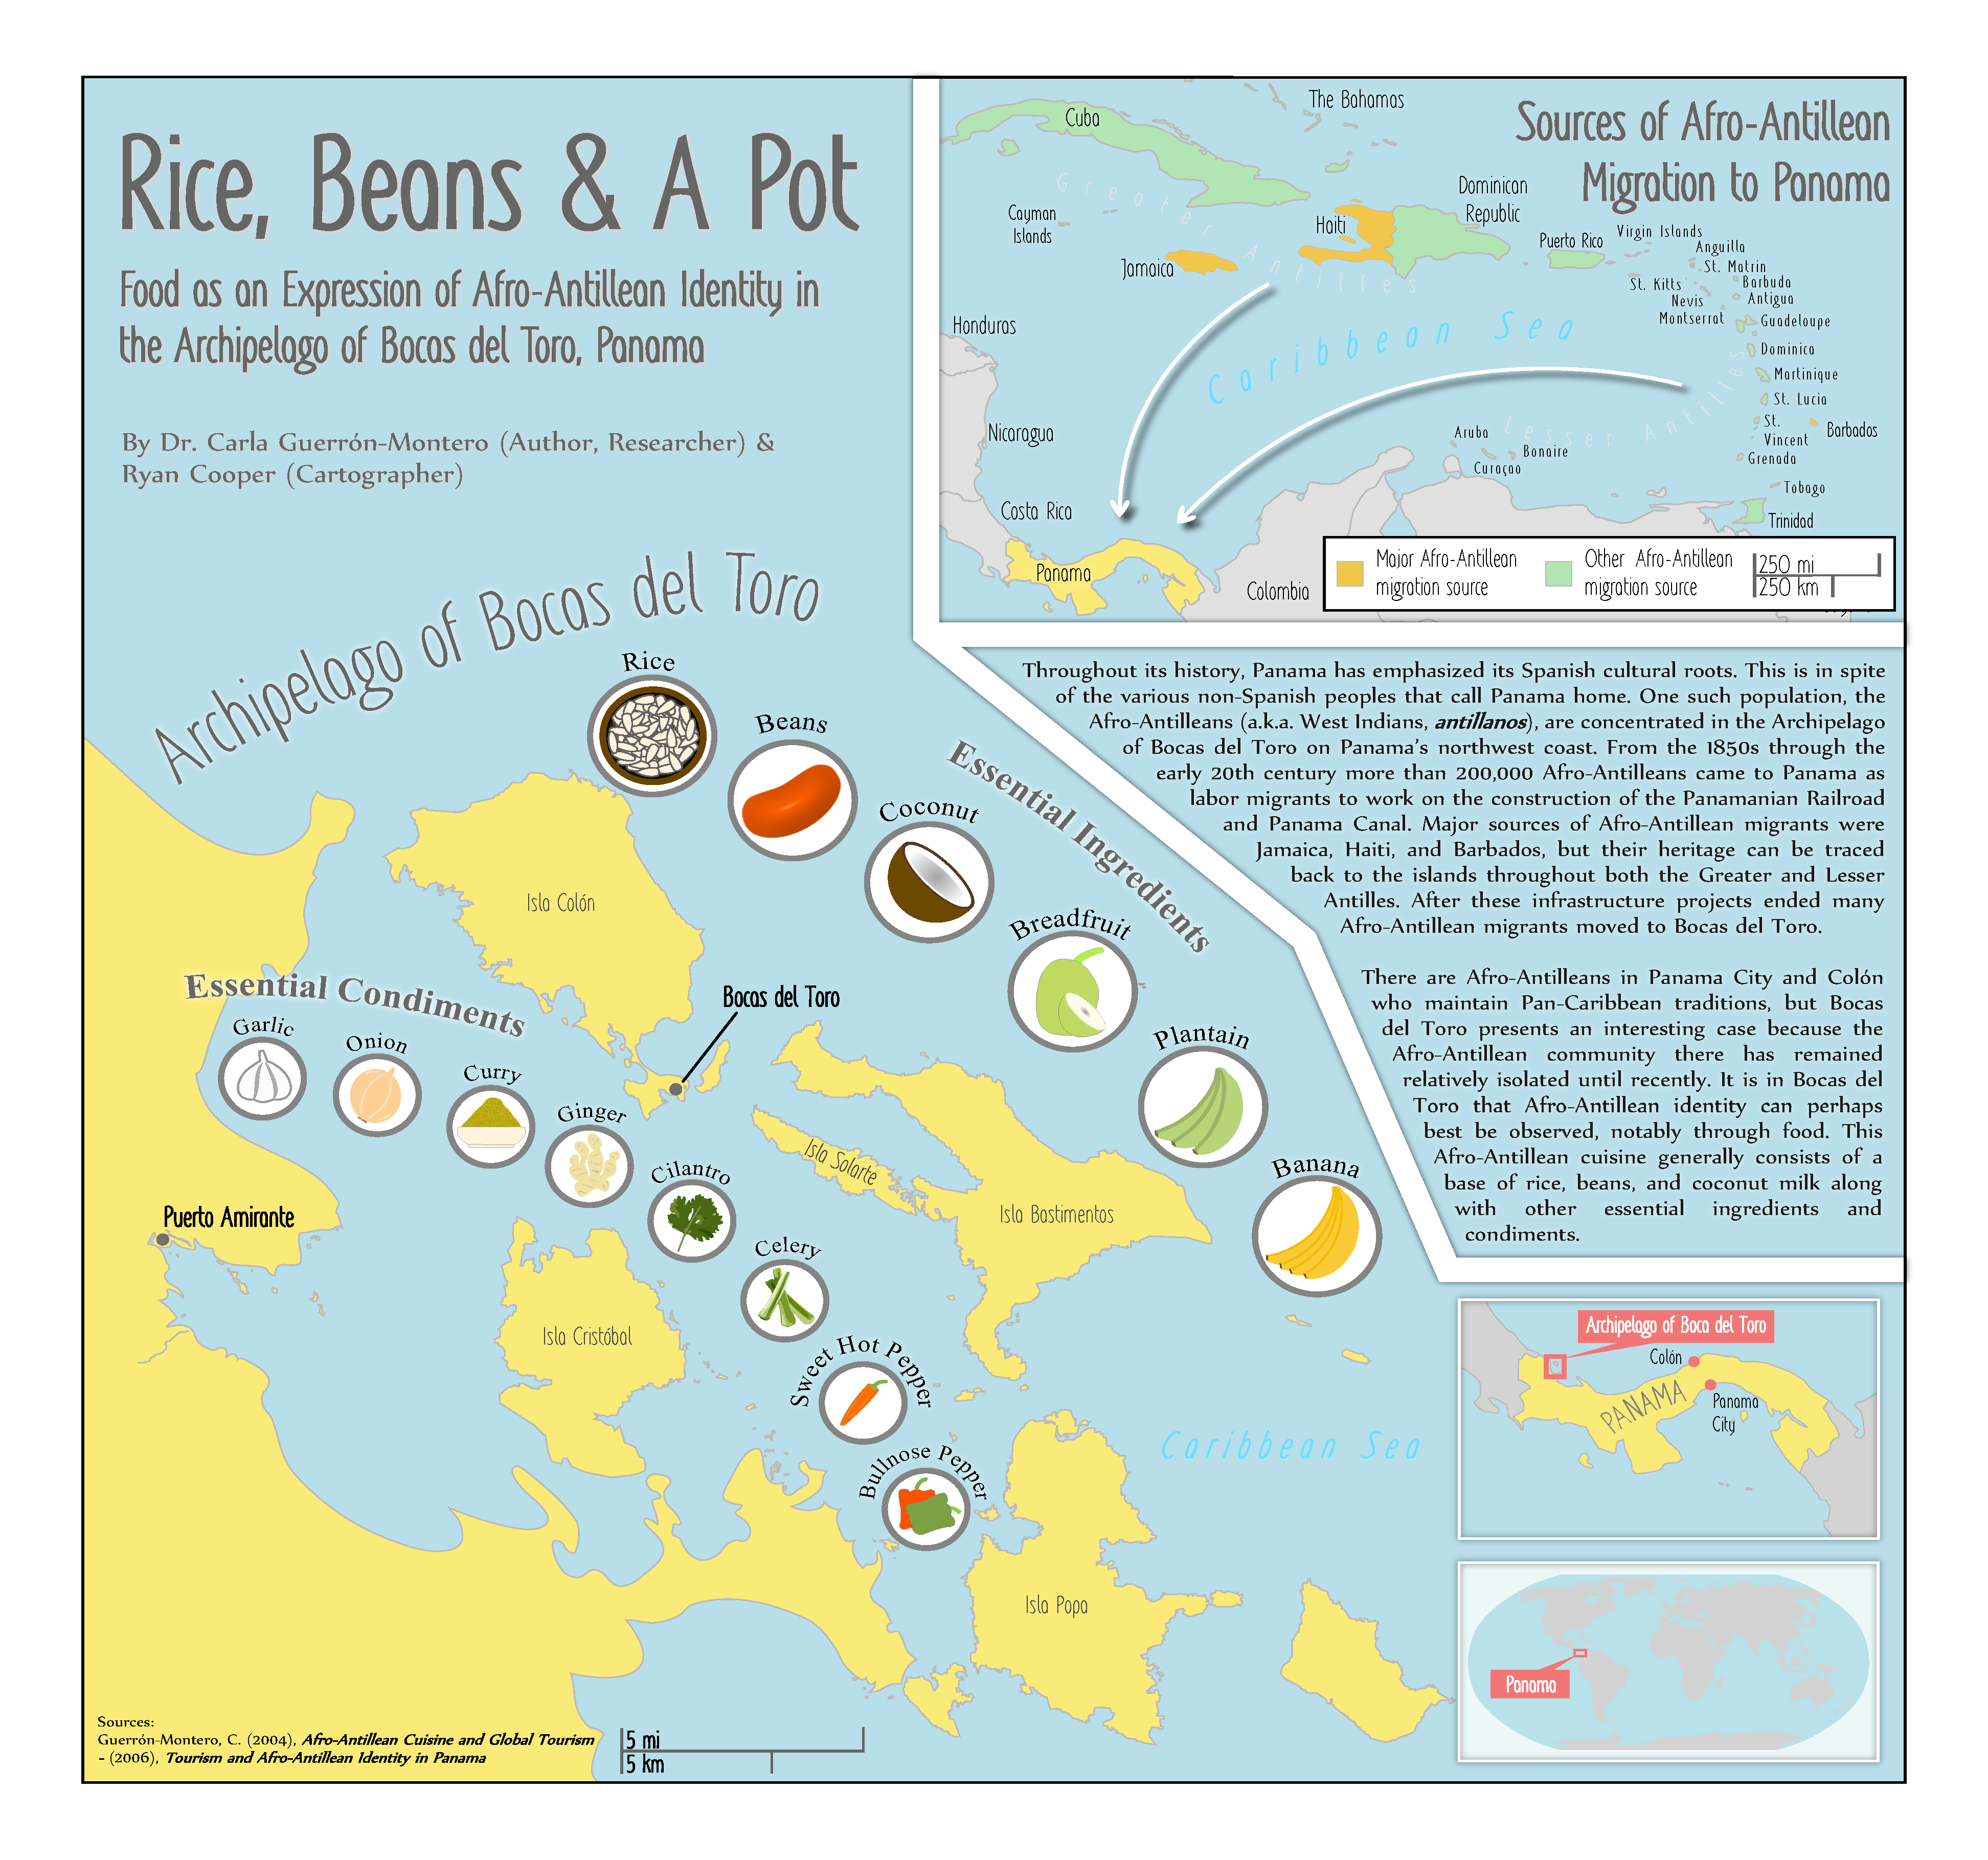 Rice, Beans & A Pot
Food as an Expression of Afro-Antillean Identity in
the Archipelago of Bocas del Toro, Panama
By Dr. Carla Guerrón-Montero (Author, Researcher) &
Ryan Cooper (Cartographer)
Sources of Afro-Antillean
Migration to Panama
The Bahamas
Cuba
Greater Antilles
Cayman
Islands
Haiti
Dominican
Republic
Jamaica
Puerto Rico
Virgin Islands
Anguilla
St. Matrin
St. Kitts
Barbuda
Nevis
Antigua
Montserrat
Guadeloupe
Dominica
Martinique
St. Lucia
St.
Vincent
Barbados
Grenada
Tobago
Trinidad
Lesser Antilles
Caribbean Sea
Honduras
Nicaragua
Aruba
Bonaire
Curaçao
Costa Rica
Panama
Colombia
Major Afro-Antillean
migration source
Other Afro-Antillean
migration source
250 mi
250 km
Throughout its history, Panama has emphasized its Spanish cultural roots. This is in spite
of the various non-Spanish peoples that call Panama home. One such population, the
Afro-Antilleans (a.k.a. West Indians, antillanos), are concentrated in the Archipelago
of Bocas del Toro on Panama's northwest coast. From the 1850s through the
early 20th century more than 200,000 Afro-Antilleans came to Panama as
labor migrants to work on the construction of the Panamanian Railroad
and Panama Canal. Major sources of Afro-Antillean migrants were
Jamaica, Haiti, and Barbados, but their heritage can be traced
back to the islands throughout both the Greater and Lesser
Antilles. After these infrastructure projects ended many
Afro-Antillean migrants moved to Bocas del Toro.
There are Afro-Antilleans in Panama City and Colón
who maintain Pan-Caribbean traditions, but Bocas
del Toro presents an interesting case because the
Afro-Antillean community there has remained
relatively isolated until recently. It is in Bocas del
Toro that Afro-Antillean identity can perhaps
best be observed, notably through food. This
Afro-Antillean cuisine generally consists of a
base of rice, beans, and coconut milk along
with other essential ingredients and
condiments.
Archipelago of Bocas del Toro
Essential Ingredients
Rice
Beans
Coconut
Breadfruit
Plantain
Banana
Essential Condiments
Garlic
Onion
Curry
Ginger
Cilantro
Celery
Sweet Hot Pepper
Bullnose Pepper
Isla Colón
Bocas del Toro
Isla Solarte
Isla Bastimentos
Puerto Amirante
Isla Cristóbal
Caribbean Sea
Isla Popa
Archipelago of Boca del Toro
Colón
PANAMA
Panama
City
Panama
Sources:
Guerrón-Montero, C. (2004), Afro-Antillean Cuisine and Global Tourism
- (2006), Tourism and Afro-Antillean Identity in Panama
5 mi
5 km